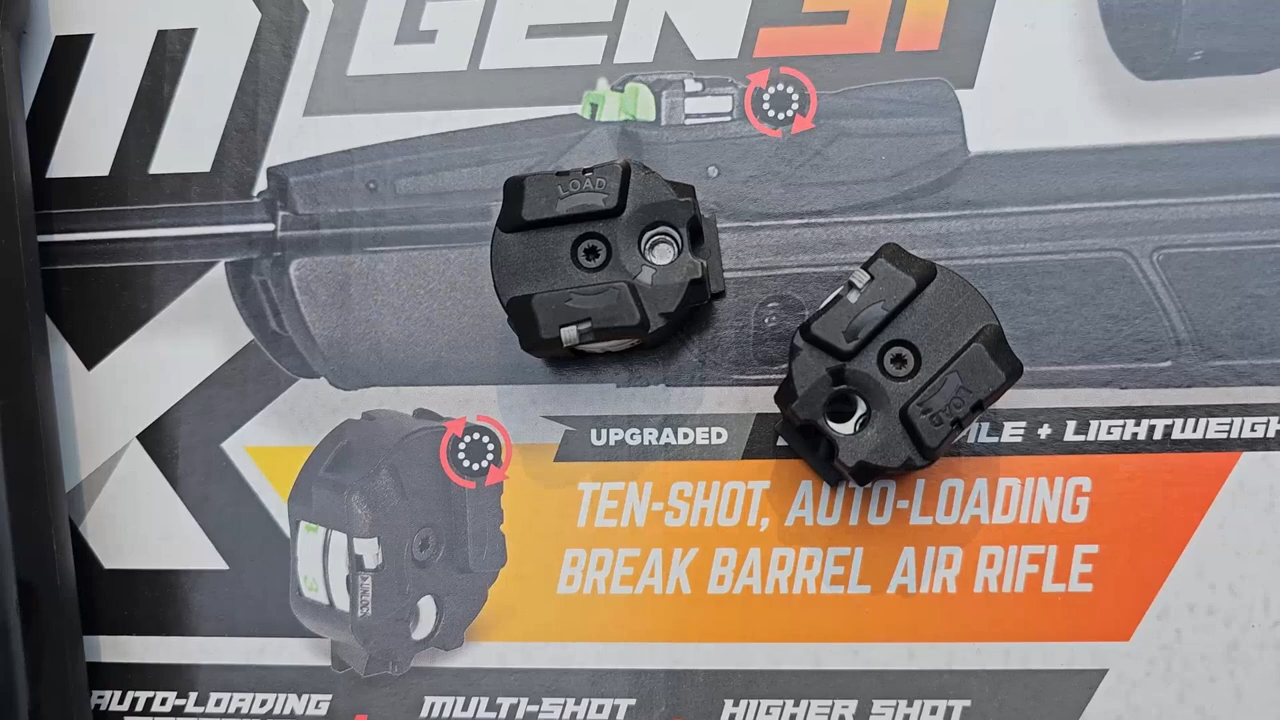 GEN3i
LOAD
LOAD
UPGRADED
+ LIGHTWEIGH
TEN-SHOT, AUTO-LOADING
BREAK BARREL AIR RIFLE
UNLOCK
AUTO-LOADING
MULTI-SHOT
HIGHER SHOT